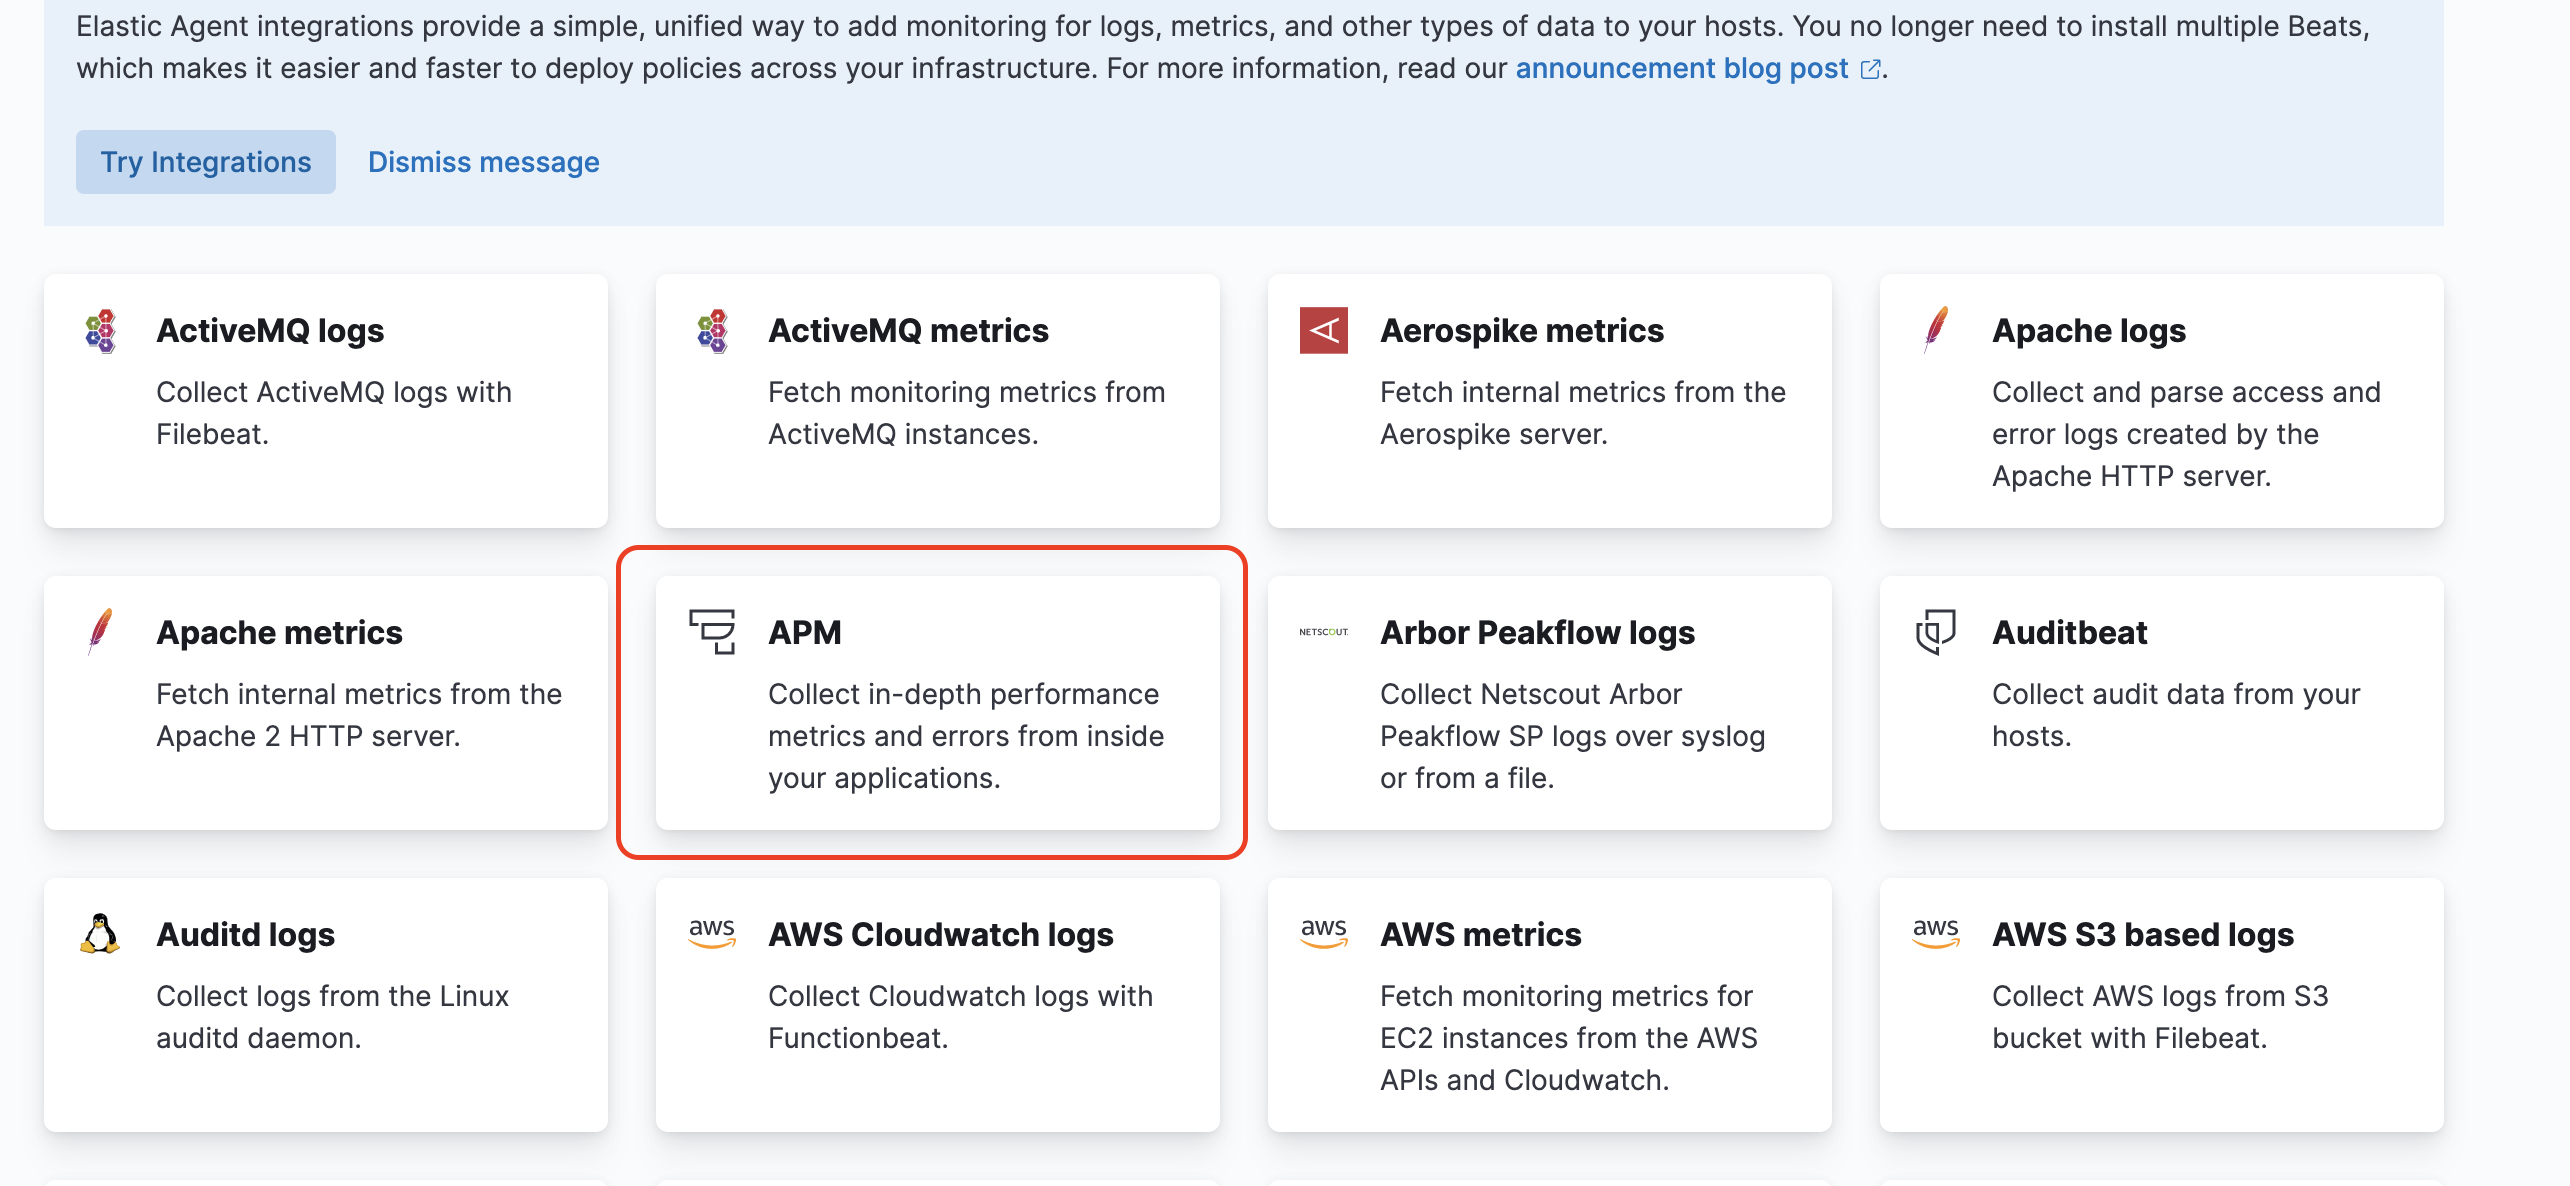 Elastic Agent integrations provide a simple, unified way to add monitoring for logs, metrics, and other types of data to your hosts. You no longer need to install multiple Beats,
which makes it easier and faster to deploy policies across your infrastructure. For more information, read our announcement blog post.
Try Integrations Dismiss message
ActiveMQ logs
Collect ActiveMQ logs with
Filebeat.
ActiveMQ metrics
Fetch monitoring metrics from
ActiveMQ instances.
Aerospike metrics
Fetch internal metrics from the
Aerospike server.
Apache logs
Collect and parse access and
error logs created by the
Apache HTTP server.
Apache metrics
Fetch internal metrics from the
Apache 2 HTTP server.
APM
Collect in-depth performance
metrics and errors from inside
your applications.
NETSCOUT.
Arbor Peakflow logs
Collect Netscout Arbor
Peakflow SP logs over syslog
or from a file.
Auditbeat
Collect audit data from your
hosts.
Auditd logs
Collect logs from the Linux
auditd daemon.
aws
AWS Cloudwatch logs
Collect Cloudwatch logs with
Functionbeat.
aws
AWS metrics
Fetch monitoring metrics for
EC2 instances from the AWS
APIs and Cloudwatch.
aws
AWS S3 based logs
Collect AWS logs from S3
bucket with Filebeat.